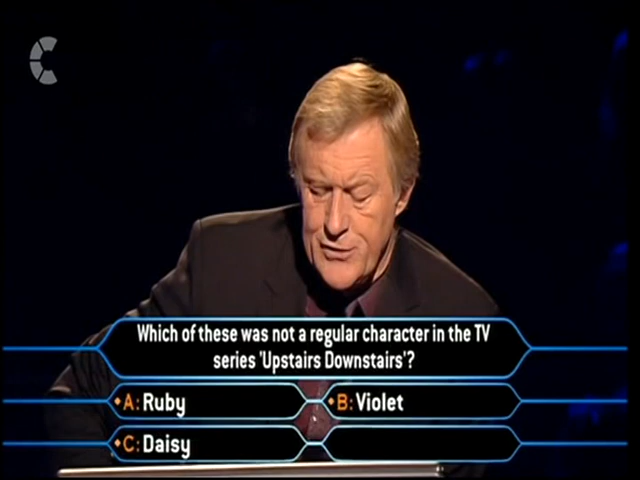 Which of these was not a regular character in the TV
series 'Upstairs Downstairs'?
A: Ruby
B: Violet
C: Daisy